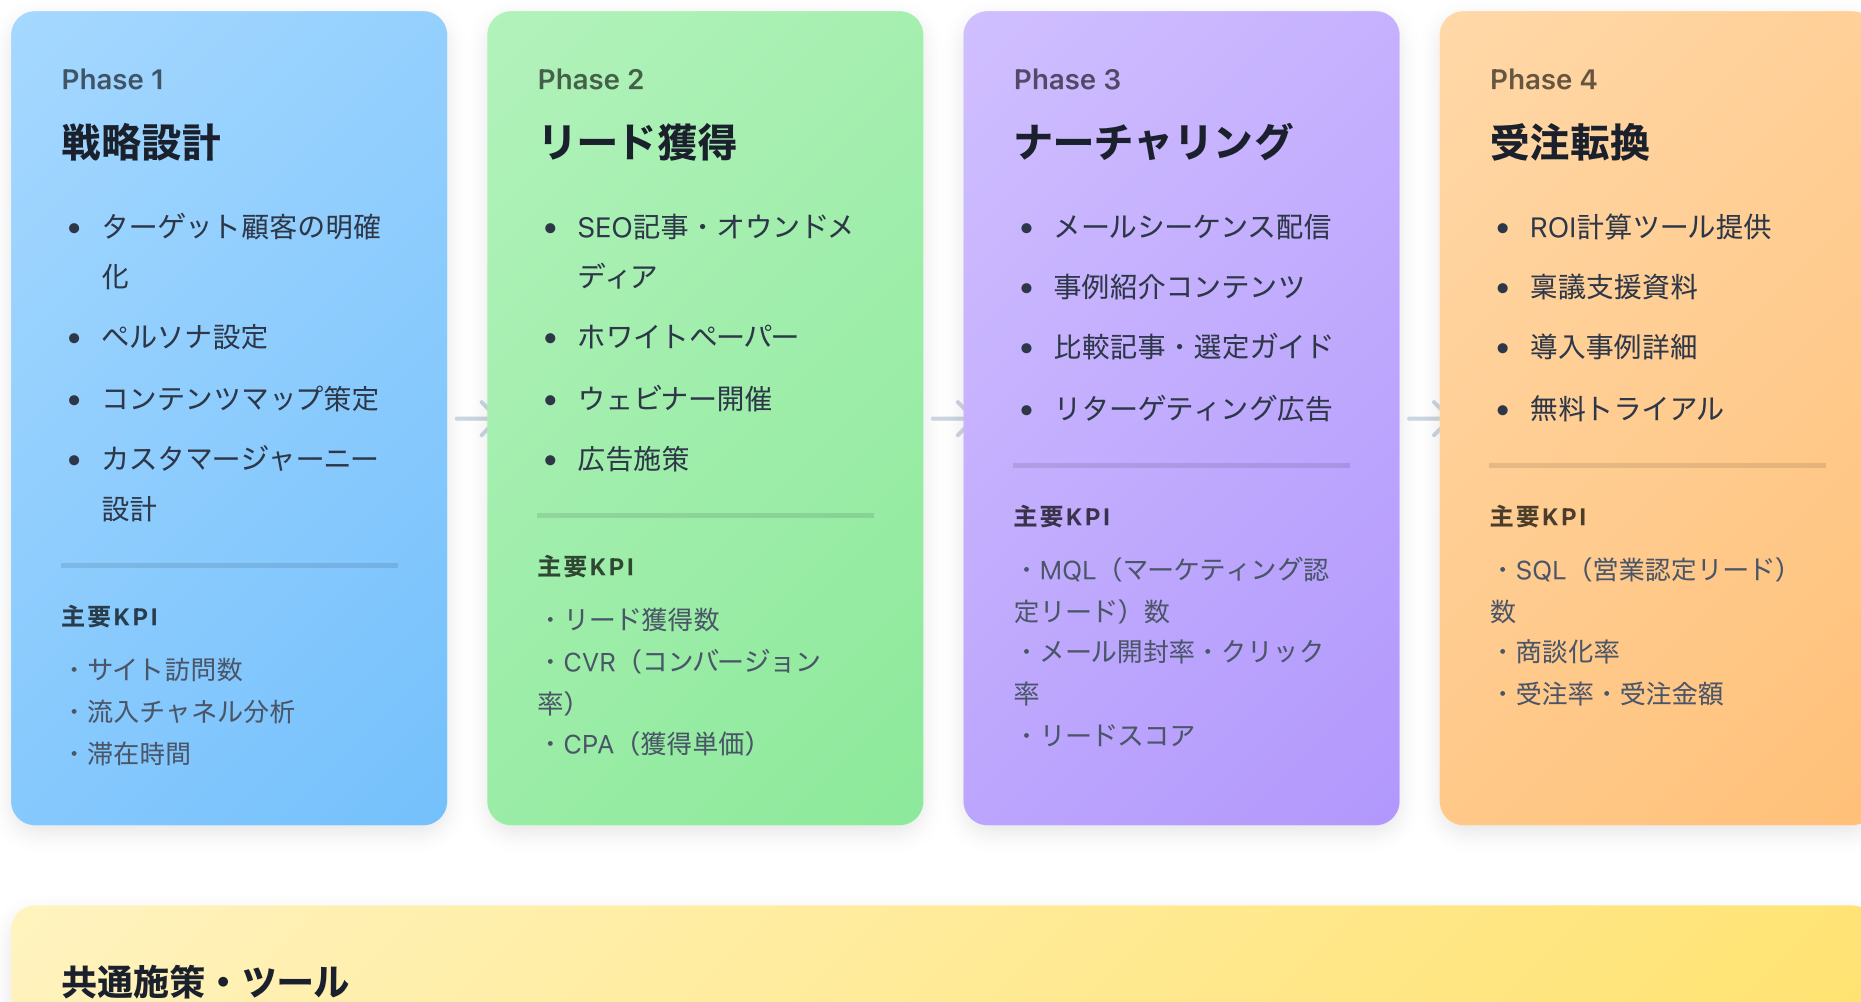 Phase 1
戦略設計
• ターゲット顧客の明確
化
• ペルソナ設定
• コンテンツマップ策定
• カスタマージャーニー
設計
主要KPI
・サイト訪問数
・流入チャネル分析
・滞在時間
Phase 2
リード獲得
• SEO記事・オウンドメ
ディア
• ホワイトペーパー
• ウェビナー開催
• 広告施策
主要KPI
・リード獲得数
・CVR（コンバージョン
率）
・CPA（獲得単価）
Phase 3
ナーチャリング
• メールシーケンス配信
• 事例紹介コンテンツ
• 比較記事・選定ガイド
• リターゲティング広告
主要KPI
・MQL（マーケティング認
定リード）数
・メール開封率・クリック
率
・リードスコア
Phase 4
受注転換
• ROI計算ツール提供
• 稟議支援資料
• 導入事例詳細
• 無料トライアル
主要KPI
・SQL（営業認定リード）
数
・商談化率
・受注率・受注金額
共通施策・ツール